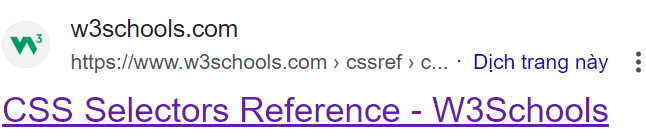 w3schools.com
https://www.w3schools.com › cssref › c... · Dịch trang này
CSS Selectors Reference - W3Schools